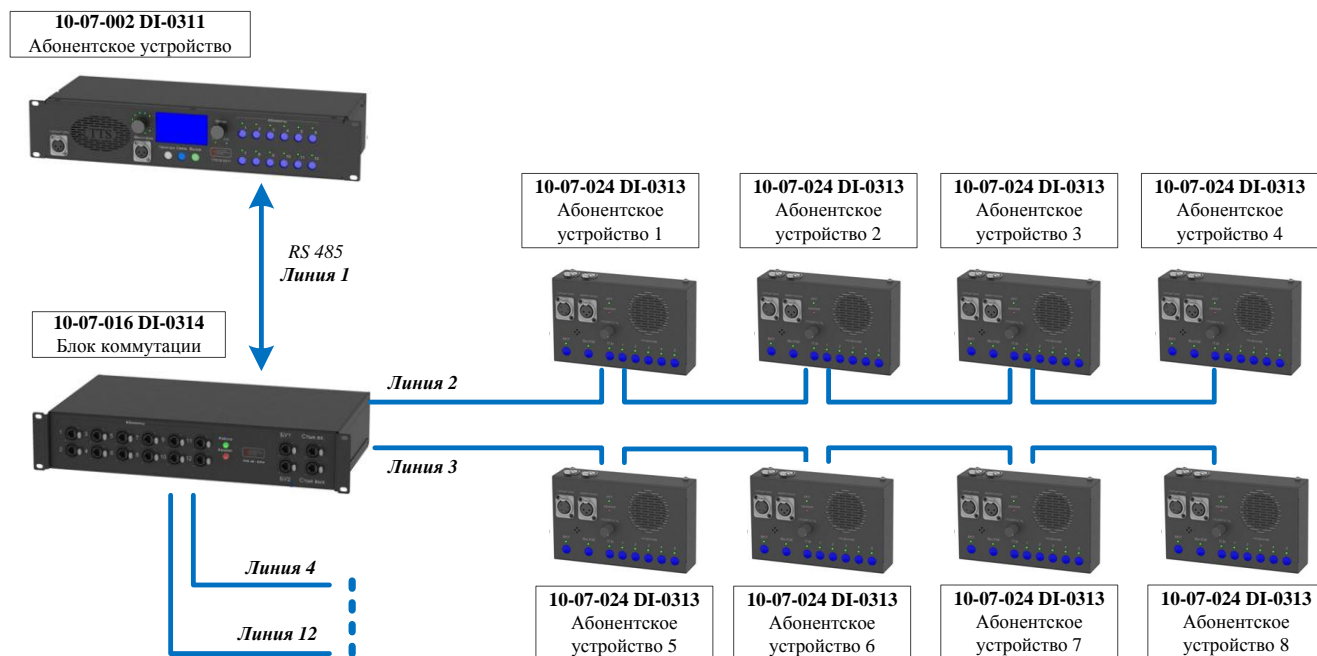 10-07-002 DI-0311
Абонентское устройство
TTS
RS 485
Линия 1
10-07-016 DI-0314
Блок коммутации
10-07-024 DI-0313
Абонентское
устройство 1
10-07-024 DI-0313
Абонентское
устройство 2
10-07-024 DI-0313
Абонентское
устройство 3
10-07-024 DI-0313
Абонентское
устройство 4
Линия 2
Линия 3
Линия 4
Линия 12
10-07-024 DI-0313
Абонентское
устройство 5
10-07-024 DI-0313
Абонентское
устройство 6
10-07-024 DI-0313
Абонентское
устройство 7
10-07-024 DI-0313
Абонентское
устройство 8